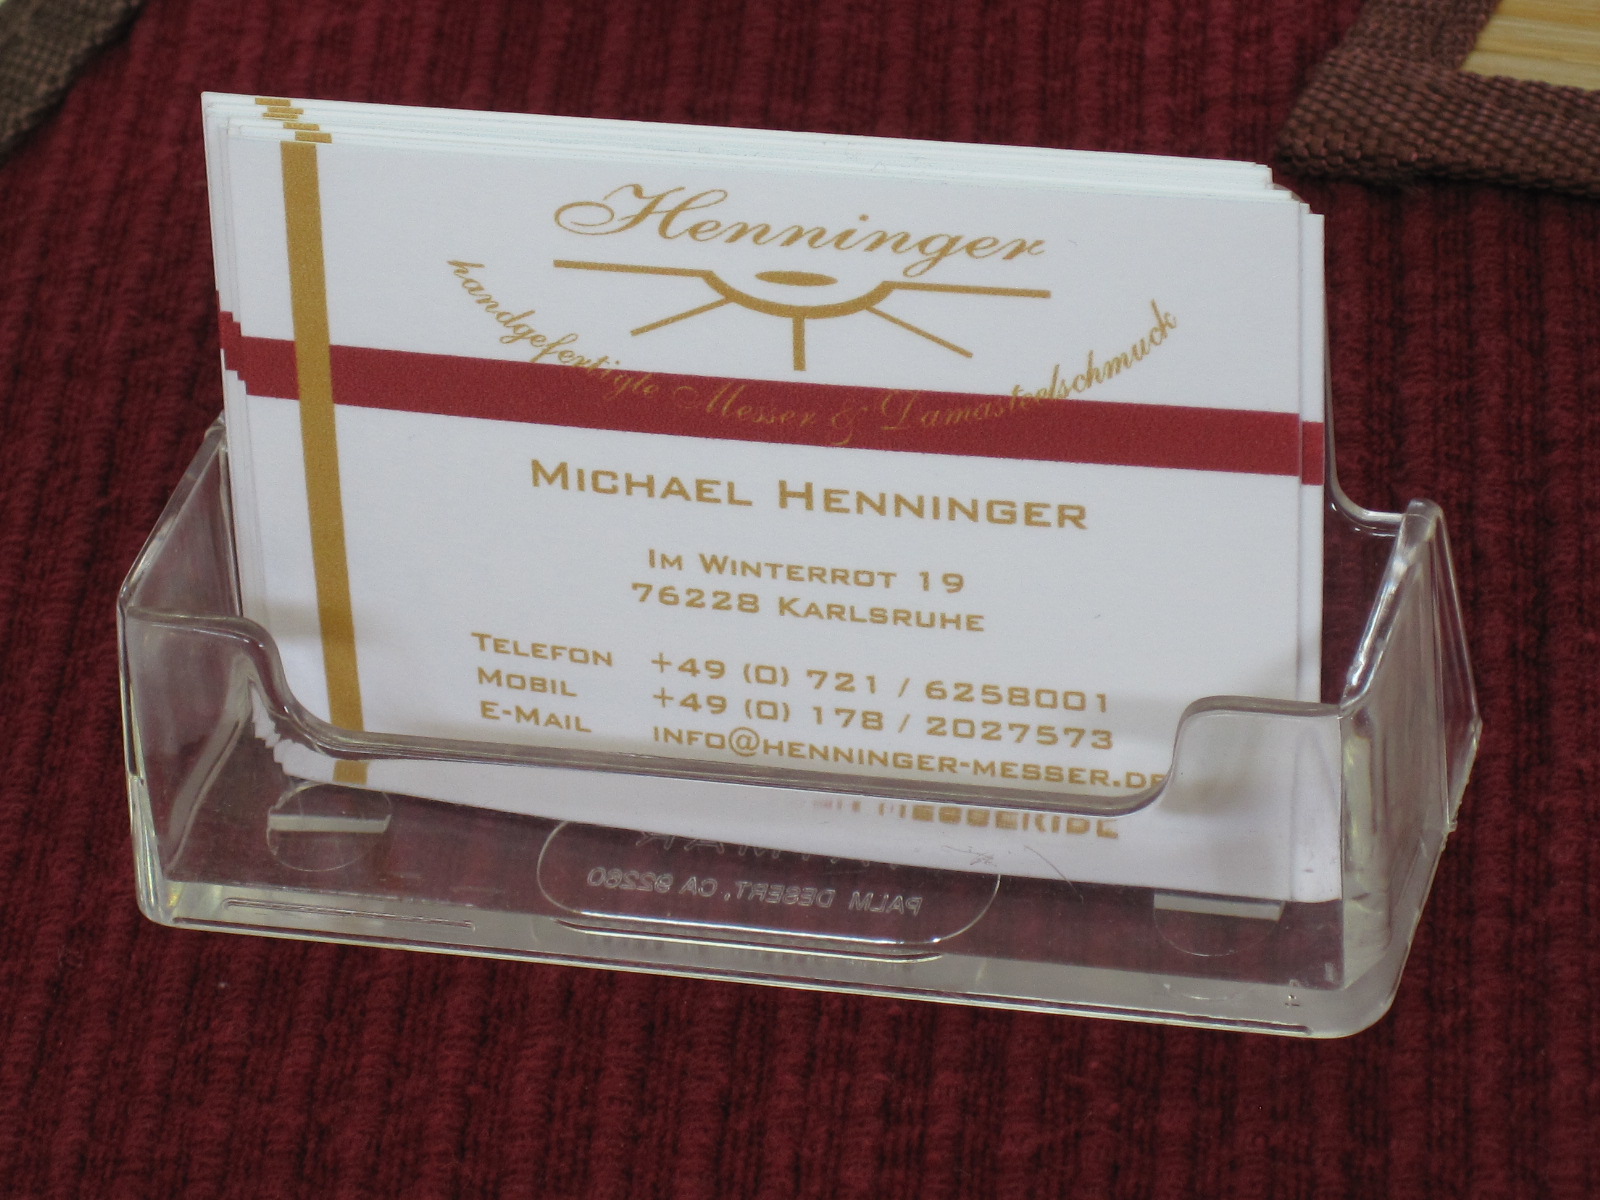 Henninger
handgefertigte Messer & Damasteelschmuck
MICHAEL HENNINGER
IM WINTERROT 19
76228 KARLSRUHE
TELEFON +49 (0) 721 / 6258001
MOBIL +49 (0) 178 / 2027573
E-MAIL INFO@HENNINGER-MESSER.DE
PALM DESERT, CA 92260